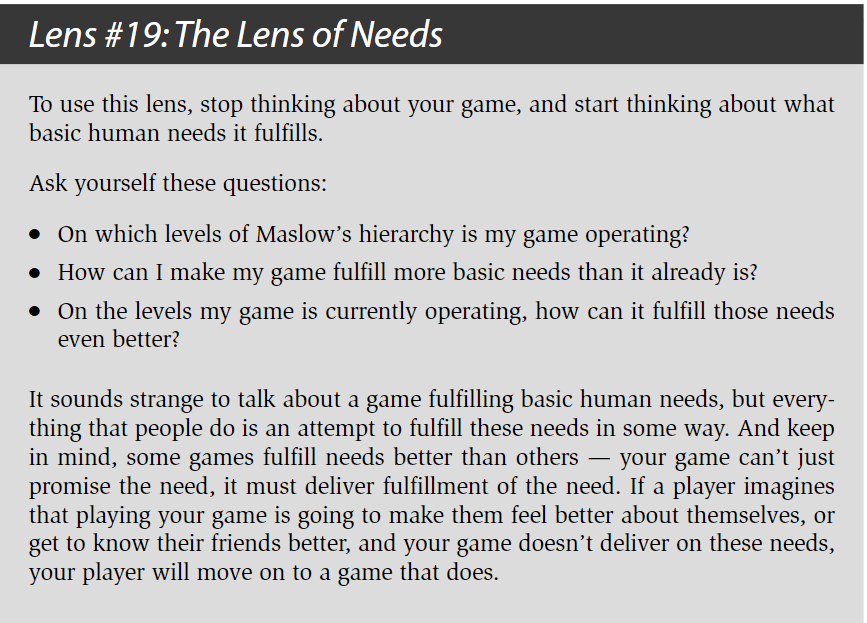 Lens #19: The Lens of Needs
To use this lens, stop thinking about your game, and start thinking about what
basic human needs it fulfills.
Ask yourself these questions:
● On which levels of Maslow’s hierarchy is my game operating?
● How can I make my game fulfill more basic needs than it already is?
● On the levels my game is currently operating, how can it fulfill those needs
even better?
It sounds strange to talk about a game fulfilling basic human needs, but every-
thing that people do is an attempt to fulfill these needs in some way. And keep
in mind, some games fulfill needs better than others — your game can’t just
promise the need, it must deliver fulfillment of the need. If a player imagines
that playing your game is going to make them feel better about themselves, or
get to know their friends better, and your game doesn’t deliver on these needs,
your player will move on to a game that does.